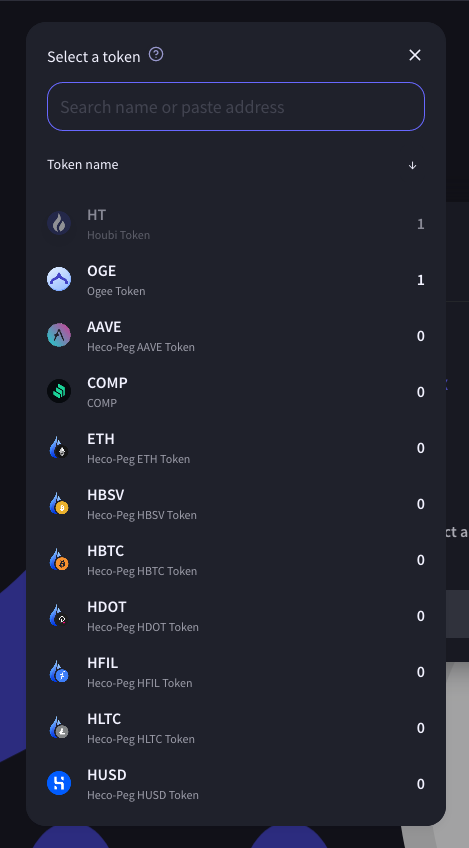 Select a token
Search name or paste address
Token name
HT
Houbi Token
1
OGE
Ogee Token
1
AAVE
Heco-Peg AAVE Token
0
COMP
COMP
0
ETH
Heco-Peg ETH Token
0
HBSV
Heco-Peg HBSV Token
0
HBTC
Heco-Peg HBTC Token
0
HDOT
Heco-Peg HDOT Token
0
HFIL
Heco-Peg HFIL Token
0
HLTC
Heco-Peg HLTC Token
0
HUSD
Heco-Peg HUSD Token
0